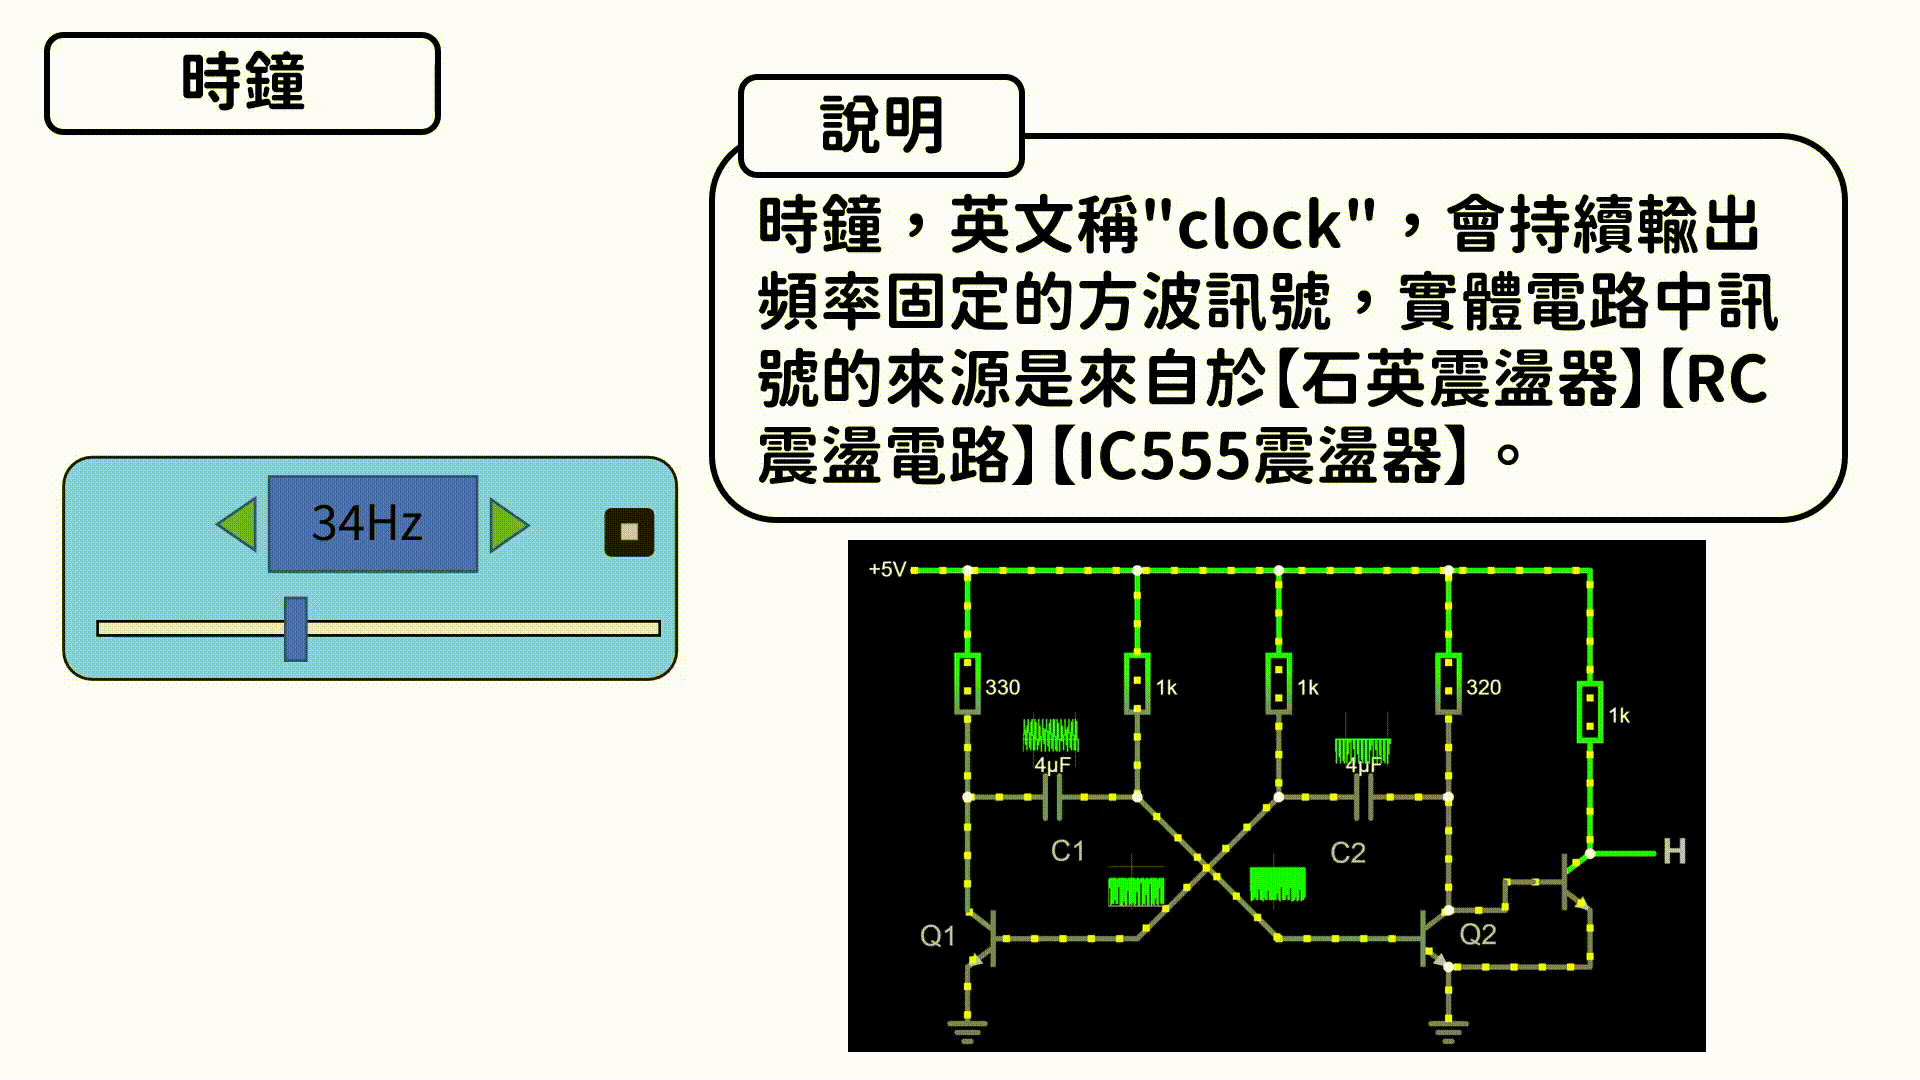 時鐘
說明
時鐘，英文稱"clock"，會持續輸出
頻率固定的方波訊號，實體電路中訊
號的來源是來自於【石英震盪器】【RC
震盪電路】【IC555震盪器】。
34Hz
+5V
330
1k
1k
320
1k
4μF
4μF
C1
C2
H
Q1
Q2